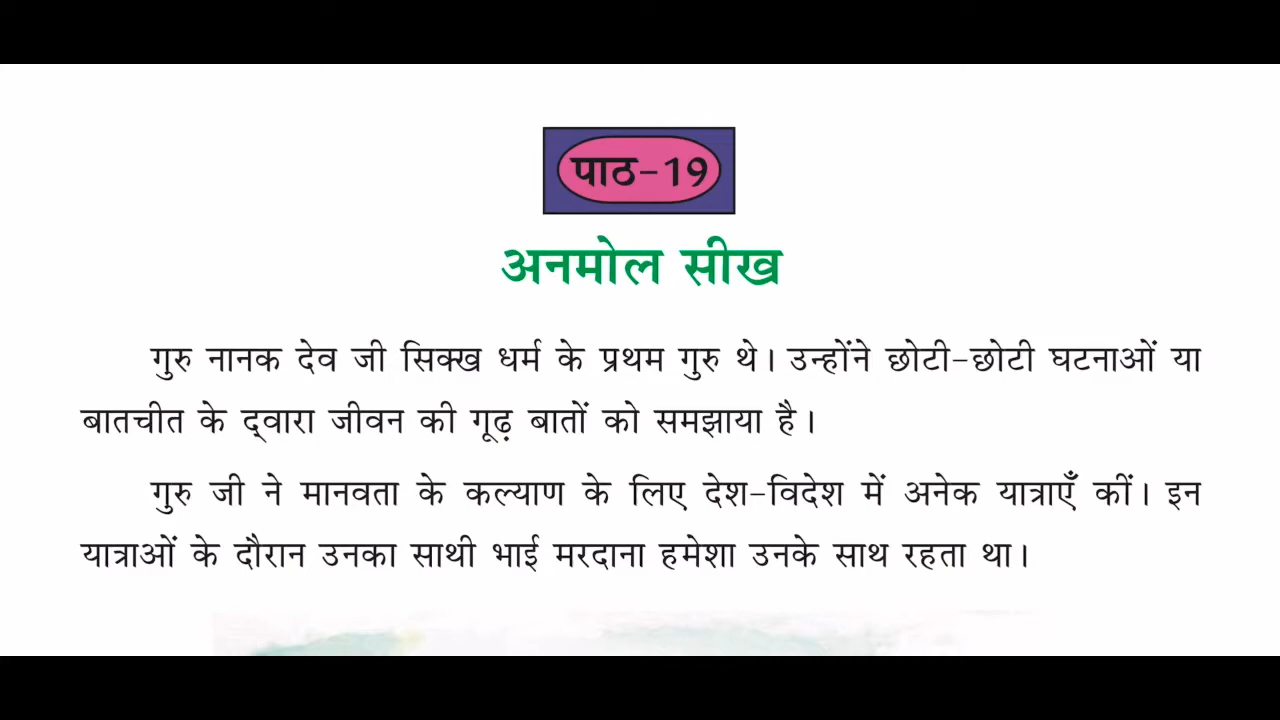 पाठ-19
अनमोल सीख
गुरु नानक देव जी सिक्ख धर्म के प्रथम गुरु थे। उन्होंने छोटी-छोटी घटनाओं या
बातचीत के द्‌वारा जीवन की गूढ़ बातों को समझाया है।
गुरु जी ने मानवता के कल्याण के लिए देश-विदेश में अनेक यात्राएँ कीं। इन
यात्राओं के दौरान उनका साथी भाई मरदाना हमेशा उनके साथ रहता था।